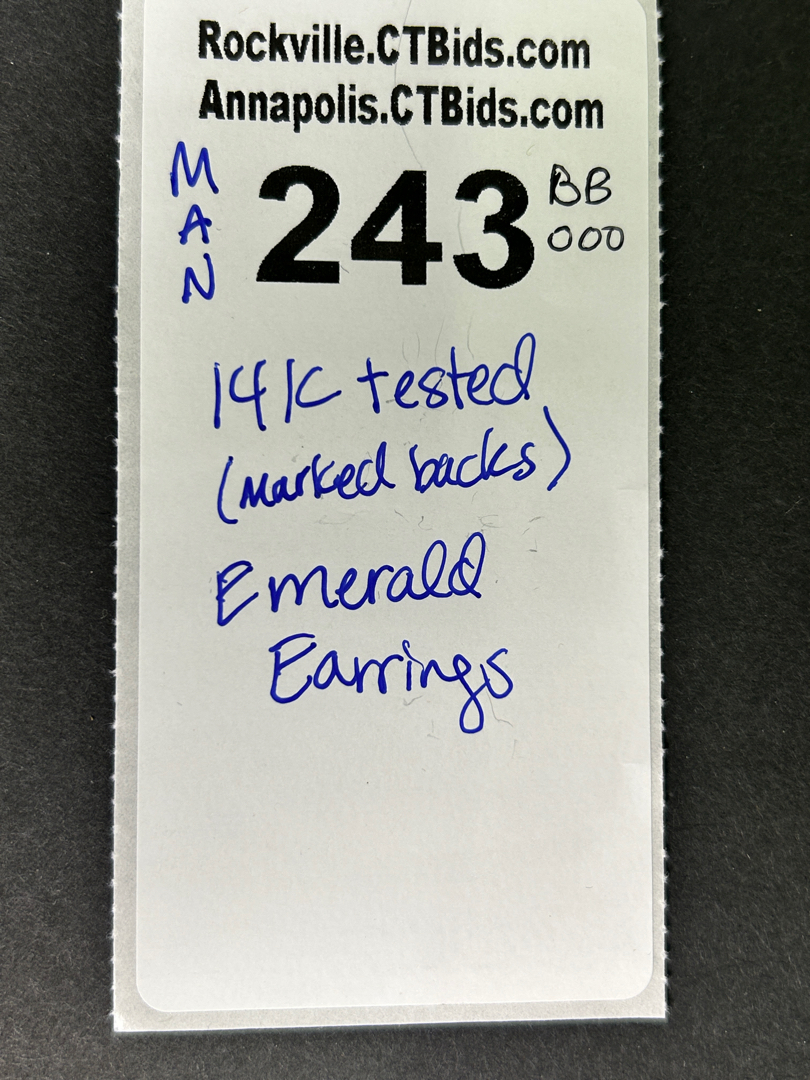 Rockville.CTBids.com
Annapolis.CTBids.com
MAN
243
BB
000
14K tested
(Marked backs)
Emerald
Earrings